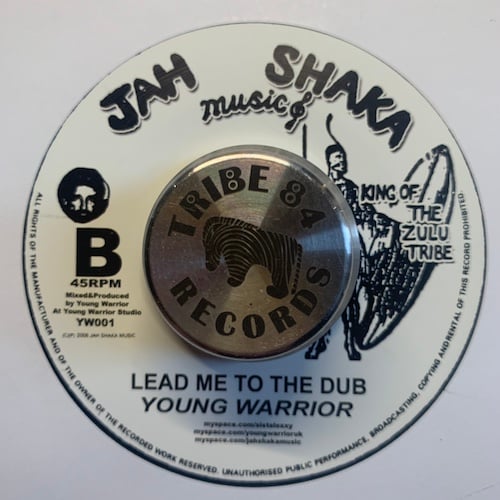 JAH SHAKA
music
KING OF
THE
ZULU
TRIBE
TRIBE 84
RECORDS
B
45RPM
Mixed&Produced
by Young Warrior
At Young Warrior Studio
YW001
(C)(P) 2006 JAH SHAKA MUSIC
LEAD ME TO THE DUB
YOUNG WARRIOR
myspace.com/sistaloxxy
myspace.com/youngwarrioruk
myspace.com/jahshakamusic
ALL RIGHTS OF THE MANUFACTURER AND OF THE OWNER OF THE RECORDED WORK RESERVED. UNAUTHORISED PUBLIC PERFORMANCE, BROADCASTING, COPYING AND RENTAL OF THIS RECORD PROHIBITED.